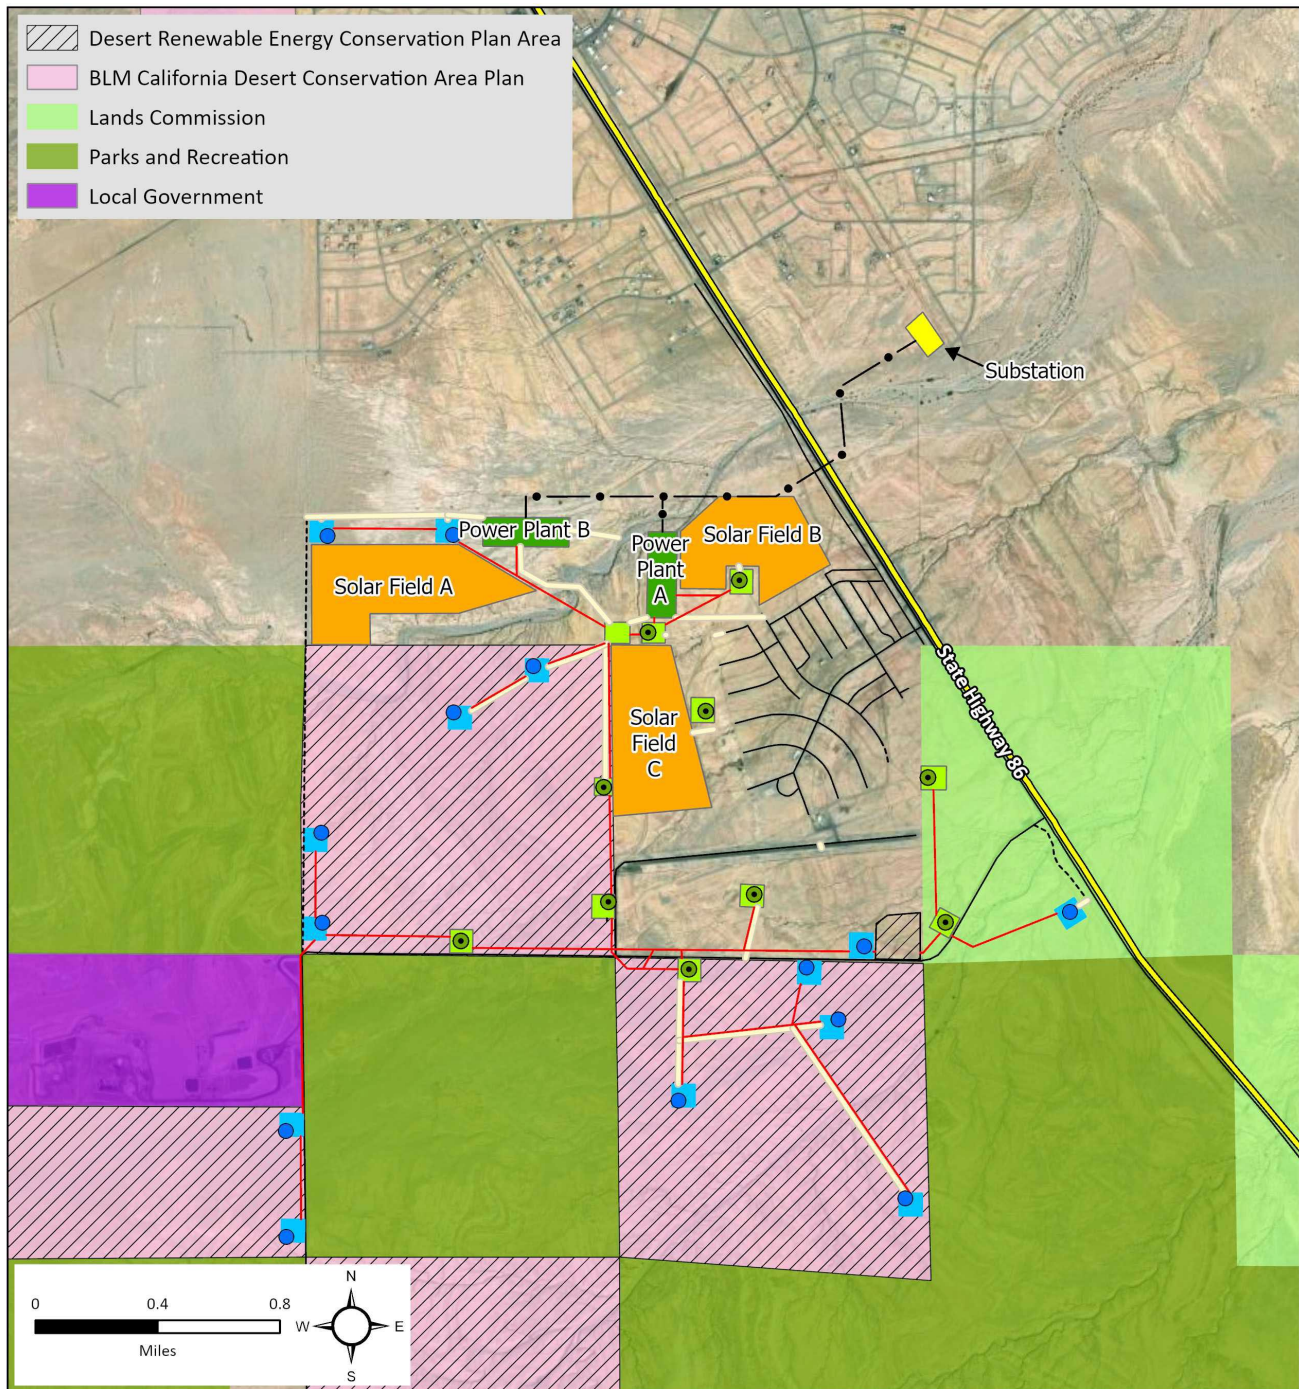 Desert Renewable Energy Conservation Plan Area
BLM California Desert Conservation Area Plan
Lands Commission
Parks and Recreation
Local Government
Substation
Power Plant B
Solar Field B
Power
Plant
A
Solar Field A
State Highway 86
Solar
Field
C
0 0.4 0.8
Miles
N
W E
S